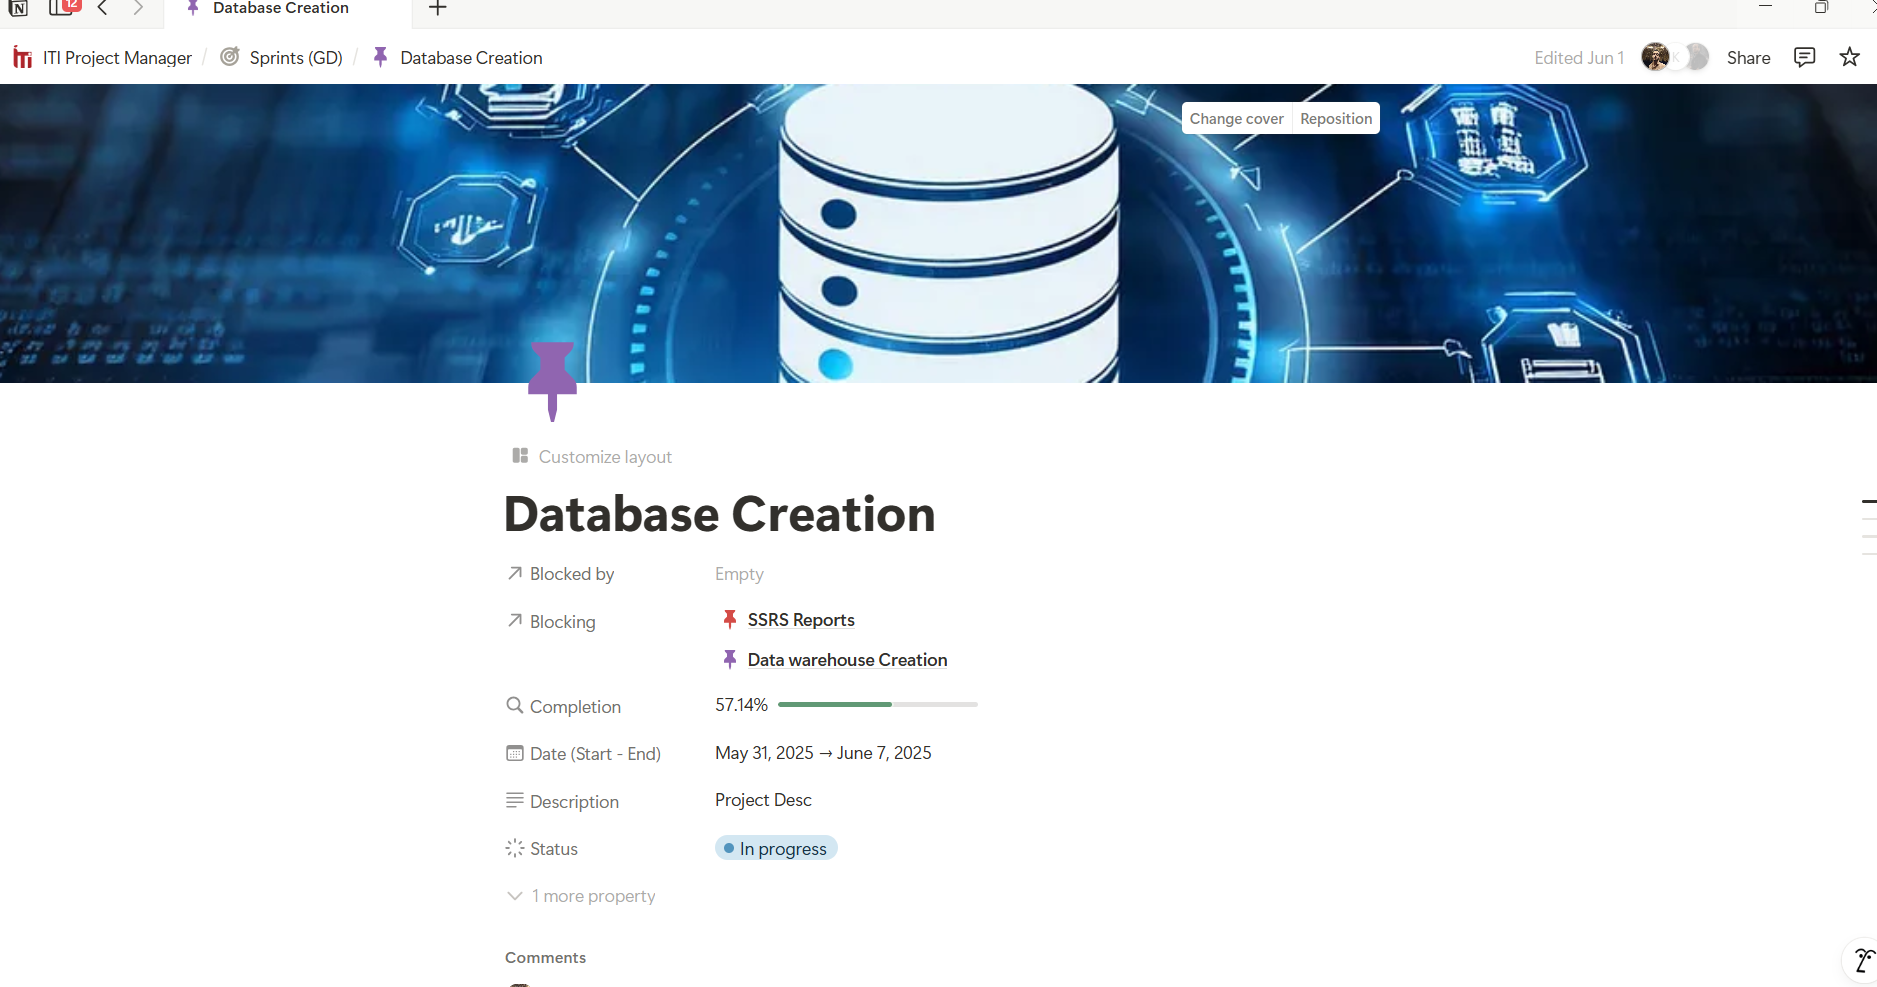 12
Database Creation
ITI Project Manager / Sprints (GD) / Database Creation
Edited Jun 1
K
Share
Change cover
Reposition
Customize layout
Database Creation
Blocked by
Empty
Blocking
SSRS Reports
Data warehouse Creation
Completion
57.14%
Date (Start - End)
May 31, 2025 → June 7, 2025
Description
Project Desc
Status
In progress
1 more property
Comments